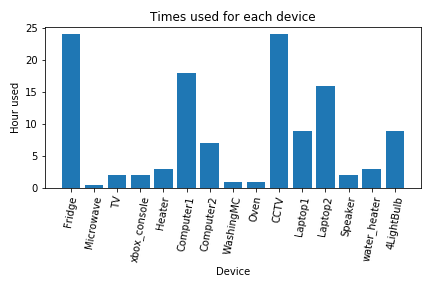 Times used for each device
Hour used
25
20
15
10
5
0
Fridge
Microwave
TV
xbox_console
Heater
Computer1
Computer2
WashingMC
Oven
CCTV
Laptop1
Laptop2
Speaker
water_heater
4LightBulb
Device